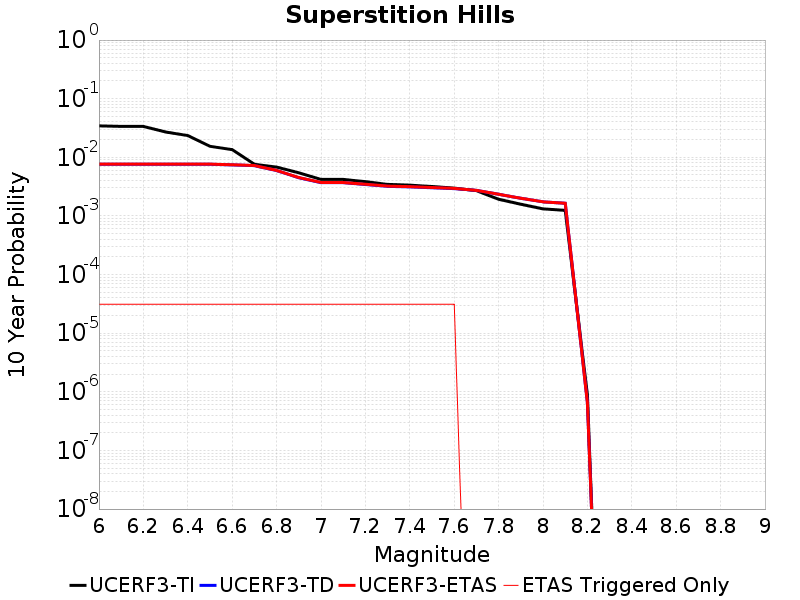 Superstition Hills
10^0
10^-1
10^-2
10^-3
10^-4
10^-5
10^-6
10^-7
10^-8
10 Year Probability
6 6.2 6.4 6.6 6.8 7 7.2 7.4 7.6 7.8 8 8.2 8.4 8.6 8.8 9
Magnitude
UCERF3-TI UCERF3-TD UCERF3-ETAS ETAS Triggered Only